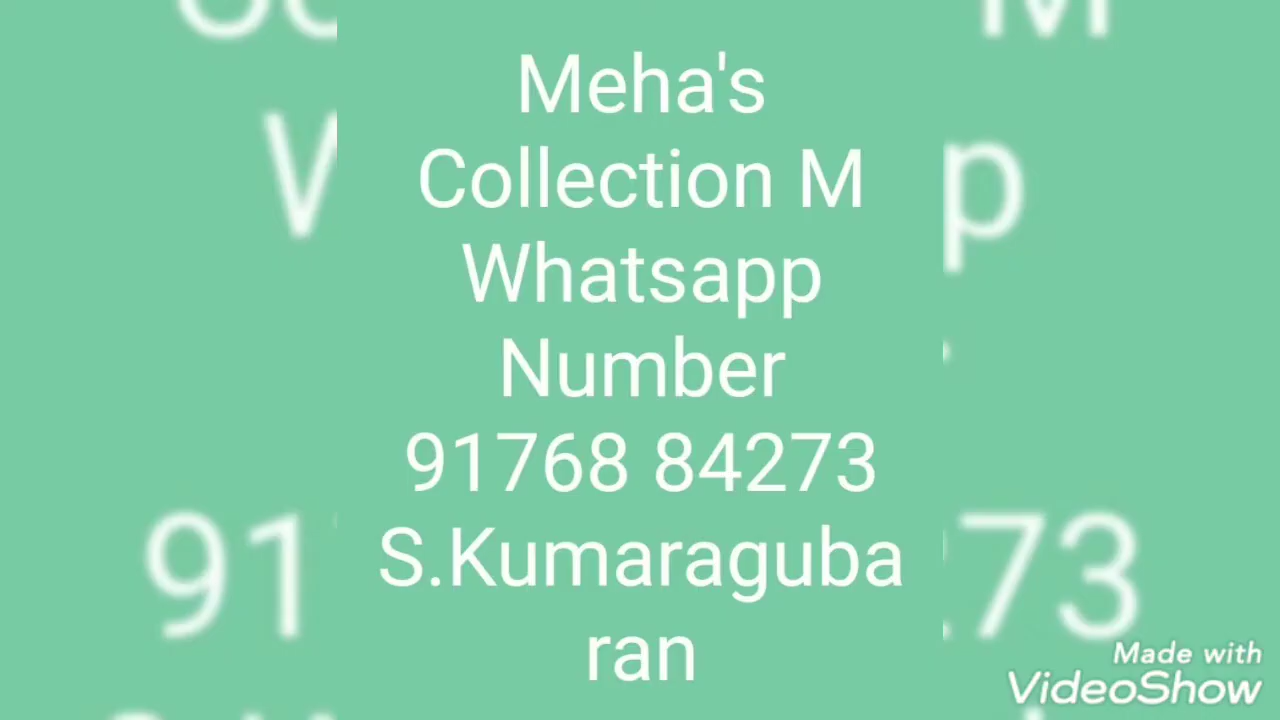 Meha's
Collection M
Whatsapp
Number
91768 84273
S.Kumaraguba
ran
Made with
VideoShow